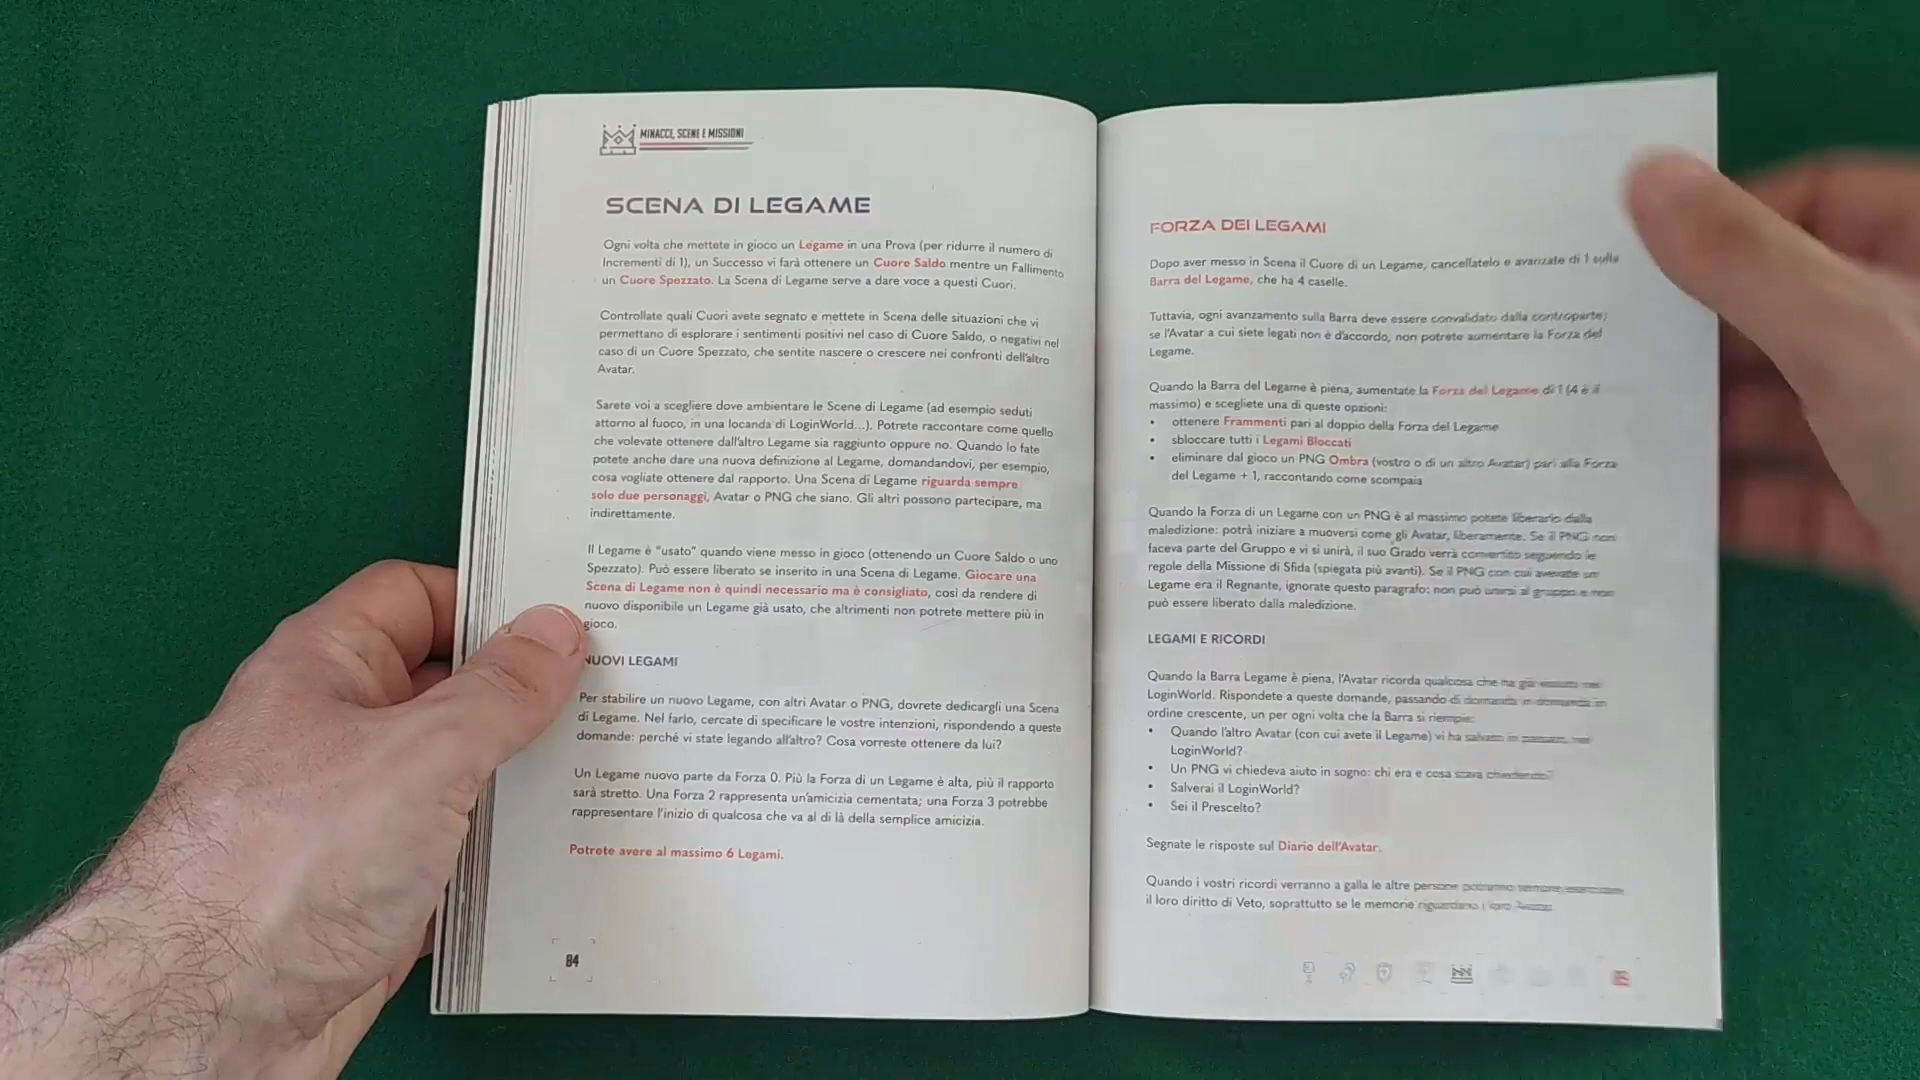 MINACCE, SCENE E MISSIONI
SCENA DI LEGAME
Ogni volta che mettete in gioco un Legame in una Prova (per ridurre il numero di
Incrementi di 1), un Successo vi farà ottenere un Cuore Saldo mentre un Fallimento
un Cuore Spezzato. La Scena di Legame serve a dare voce a questi Cuori.
Controllate quali Cuori avete segnato e mettete in Scena delle situazioni che vi
permettano di esplorare i sentimenti positivi nel caso di Cuore Saldo, o negativi nel
caso di un Cuore Spezzato, che sentite nascere o crescere nei confronti dell'altro
Avatar.
Sarete voi a scegliere dove ambientare le Scene di Legame (ad esempio seduti
attorno al fuoco, in una locanda di LoginWorld...). Potrete raccontare come quello
che volevate ottenere dall'altro Legame sia raggiunto oppure no. Quando lo fate
potete anche dare una nuova definizione al Legame, domandandovi, per esempio,
cosa vogliate ottenere dal rapporto. Una Scena di Legame riguarda sempre
solo due personaggi, Avatar o PNG che siano. Gli altri possono partecipare, ma
indirettamente.
Il Legame è "usato" quando viene messo in gioco (ottenendo un Cuore Saldo o uno
Spezzato). Può essere liberato se inserito in una Scena di Legame. Giocare una
Scena di Legame non è quindi necessario ma è consigliato, così da rendere di
nuovo disponibile un Legame già usato, che altrimenti non potrete mettere più in
gioco.
NUOVI LEGAMI
Per stabilire un nuovo Legame, con altri Avatar o PNG, dovrete dedicargli una Scena
di Legame. Nel farlo, cercate di specificare le vostre intenzioni, rispondendo a queste
domande: perché vi state legando all'altro? Cosa vorreste ottenere da lui?
Un Legame nuovo parte da Forza 0. Più la Forza di un Legame è alta, più il rapporto
sarà stretto. Una Forza 2 rappresenta un'amicizia cementata; una Forza 3 potrebbe
rappresentare l'inizio di qualcosa che va al di là della semplice amicizia.
Potrete avere al massimo 6 Legami.
84
FORZA DEI LEGAMI
Dopo aver messo in Scena il Cuore di un Legame, cancellatelo e avanzate di 1 sulla
Barra del Legame, che ha 4 caselle.
Tuttavia, ogni avanzamento sulla Barra deve essere convalidato dalla controparte;
se l'Avatar a cui siete legati non è d'accordo, non potrete aumentare la Forza del
Legame.
Quando la Barra del Legame è piena, aumentate la Forza del Legame di 1 (4 è il
massimo) e scegliete una di queste opzioni:
• ottenere Frammenti pari al doppio della Forza del Legame
• sbloccare tutti i Legami Bloccati
• eliminare dal gioco un PNG Ombra (vostro o di un altro Avatar) pari alla Forza
del Legame + 1, raccontando come scompaia
Quando la Forza di un Legame con un PNG è al massimo potete liberarlo dalla
maledizione: potrà iniziare a muoversi come gli Avatar, liberamente. Se il PNG non
faceva parte del Gruppo e vi si unirà, il suo Grado verrà convertito seguendo le
regole della Missione di Sfida (spiegata più avanti). Se il PNG con cui avevate un
Legame era il Regnante, ignorate questo paragrafo: non può unirsi al gruppo e non
può essere liberato dalla maledizione.
LEGAMI E RICORDI
Quando la Barra Legame è piena, l'Avatar ricorda qualcosa che ha già
LoginWorld. Rispondete a queste domande, passando di domanda in domanda in
ordine crescente, un per ogni volta che la Barra si riempie:
• Quando l'altro Avatar (con cui avete il Legame) vi ha salvato in passato, nel
LoginWorld?
• Un PNG vi chiedeva aiuto in sogno: chi era e cosa stava chiedendo?
• Salverai il LoginWorld?
• Sei il Prescelto?
Segnate le risposte sul Diario dell'Avatar.
Quando i vostri ricordi verranno a galla le altre persone potranno sempre esercitare
il loro diritto di Veto, soprattutto se le memorie riguardano i loro Avatar.